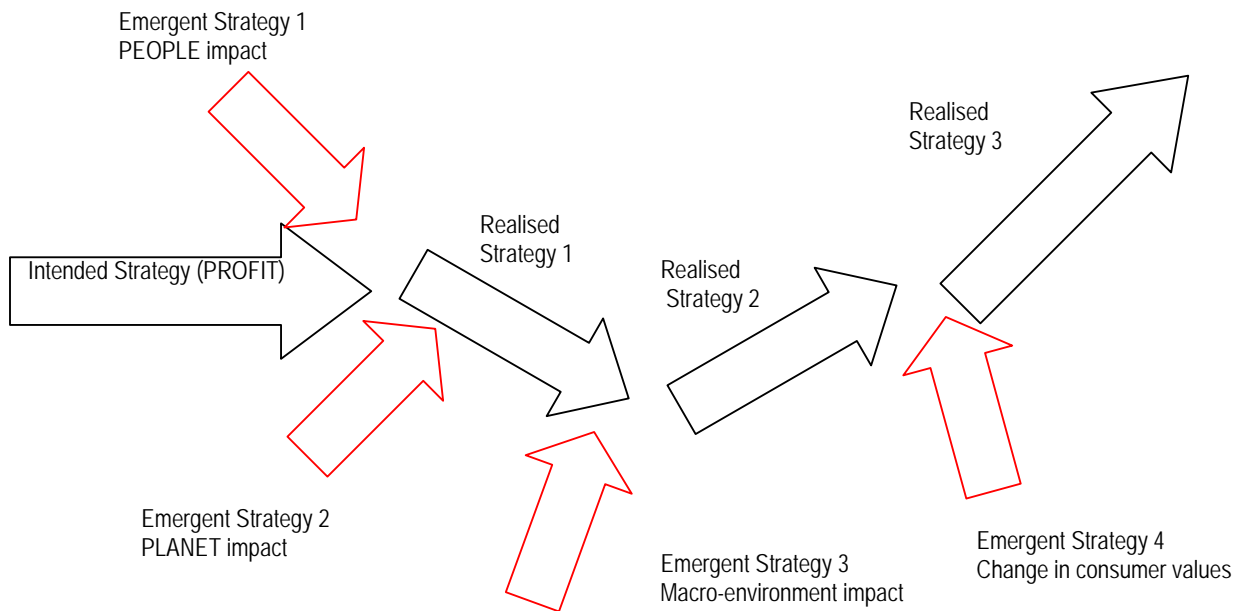 Emergent Strategy 1
PEOPLE impact
Realised
Strategy 3
Realised
Strategy 1
Intended Strategy (PROFIT)
Realised
Strategy 2
Emergent Strategy 2
PLANET impact
Emergent Strategy 3
Macro-environment impact
Emergent Strategy 4
Change in consumer values